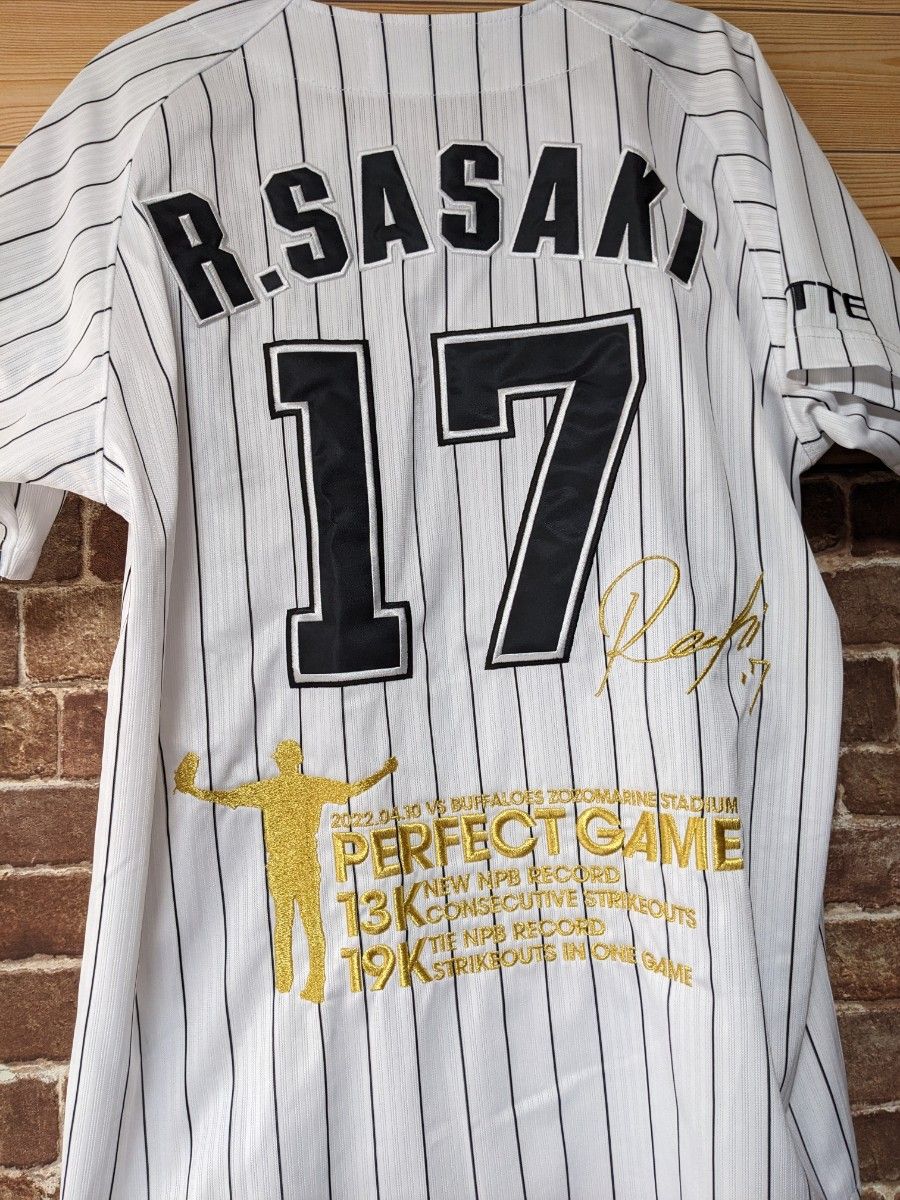 R.SASAKI
TTE
17
2022.04.10 VS BUFFALOES ZOZOMARINE STADIUM
PERFECT GAME
13K NEW NPB RECORD
CONSECUTIVE STRIKEOUTS
19K TIE NPB RECORD
STRIKEOUTS IN ONE GAME